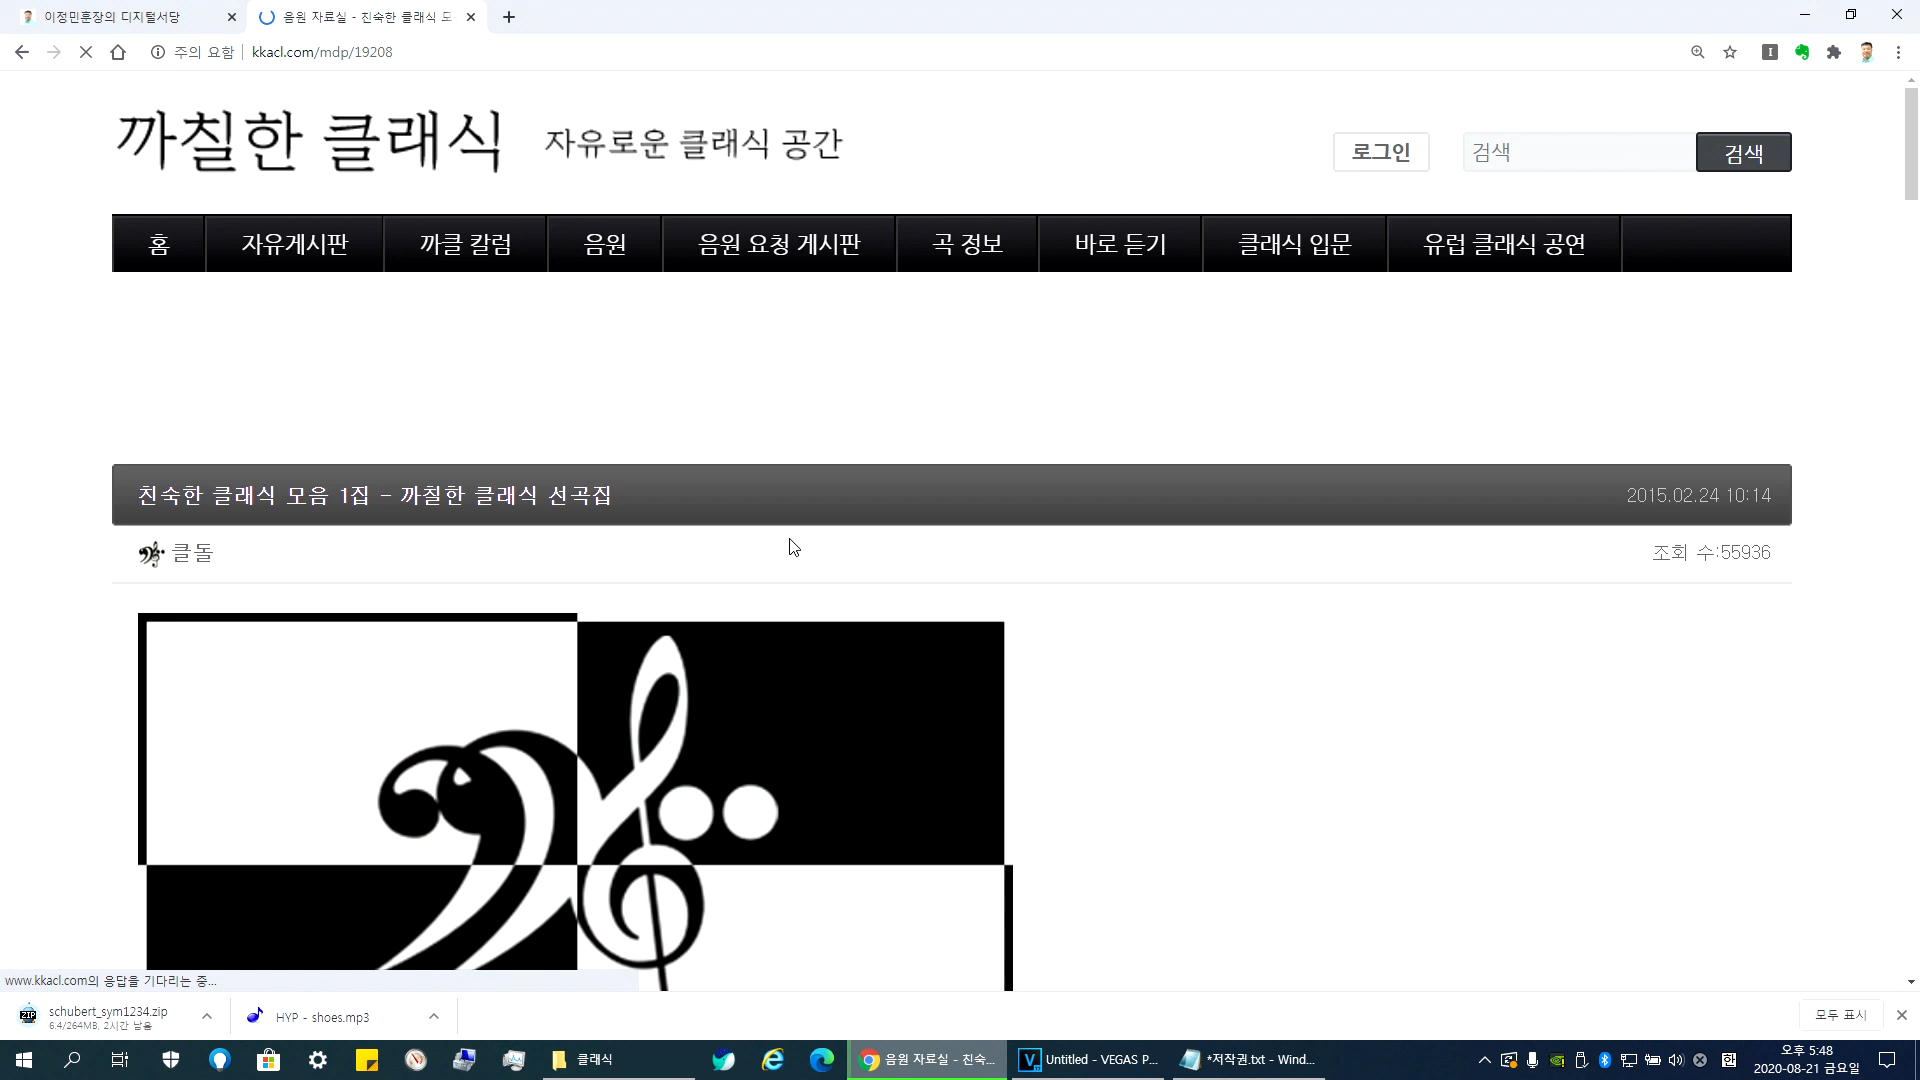 이정민훈장의 디지털서당
음원 자료실 - 친숙한 클래식 모
주의 요함
kkacl.com/mdp/19208
까칠한 클래식
자유로운 클래식 공간
로그인
검색
검색
홈
자유게시판
까클 칼럼
음원
음원 요청 게시판
곡 정보
바로 듣기
클래식 입문
유럽 클래식 공연
친숙한 클래식 모음 1집 - 까칠한 클래식 선곡집
2015.02.24 10:14
클돌
조회 수:55936
www.kkacl.com의 응답을 기다리는 중...
schubert_sym1234.zip
6.4/264MB, 2시간 남음
HYP - shoes.mp3
모두 표시
클래식
음원 자료실 - 친숙...
Untitled - VEGAS P...
*저작권.txt - Wind...
한
오후 5:48
2020-08-21 금요일